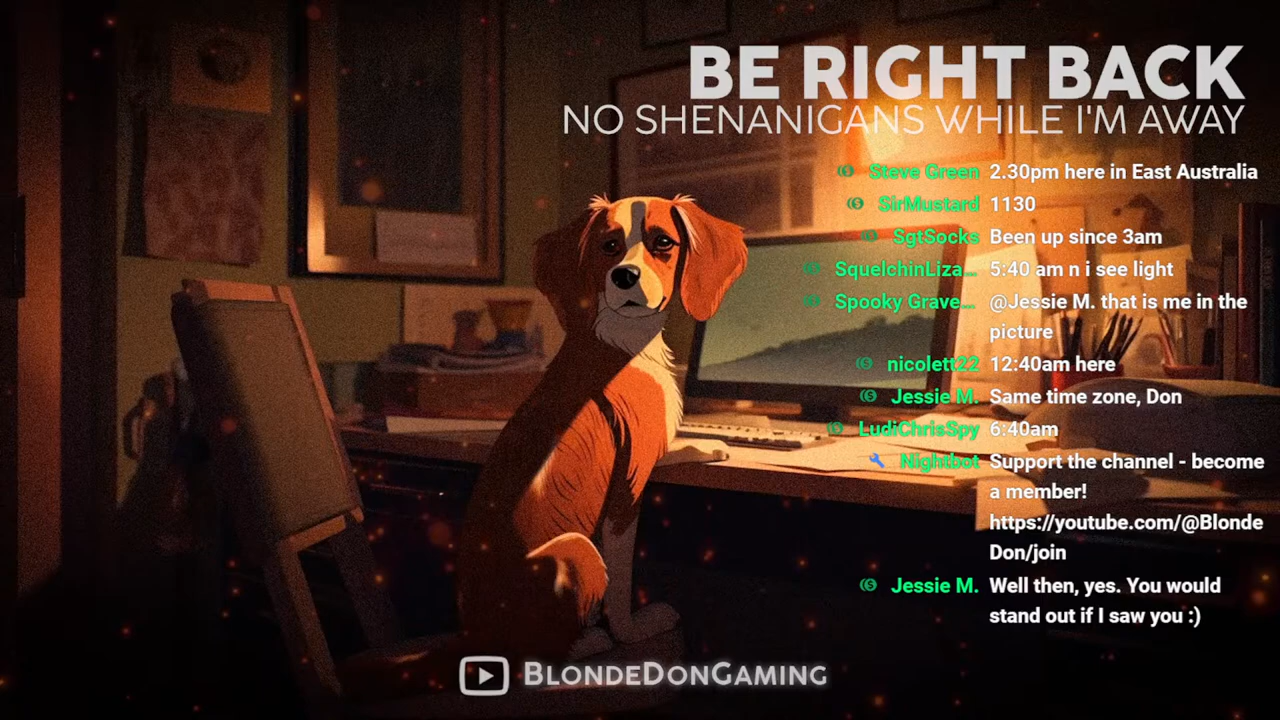 BE RIGHT BACK
NO SHENANIGANS WHILE I'M AWAY
Steve Green 2.30pm here in East Australia
SirMustard 1130
SgtSocks Been up since 3am
SquelchinLiza... 5:40 am n i see light
Spooky Grave... @Jessie M. that is me in the
picture
nicolett22 12:40am here
Jessie M. Same time zone, Don
LudiChrisSpy 6:40am
Nightbot Support the channel - become
a member!
https://youtube.com/@Blonde
Don/join
Jessie M. Well then, yes. You would
stand out if I saw you :)
BLONDEDONGAMING